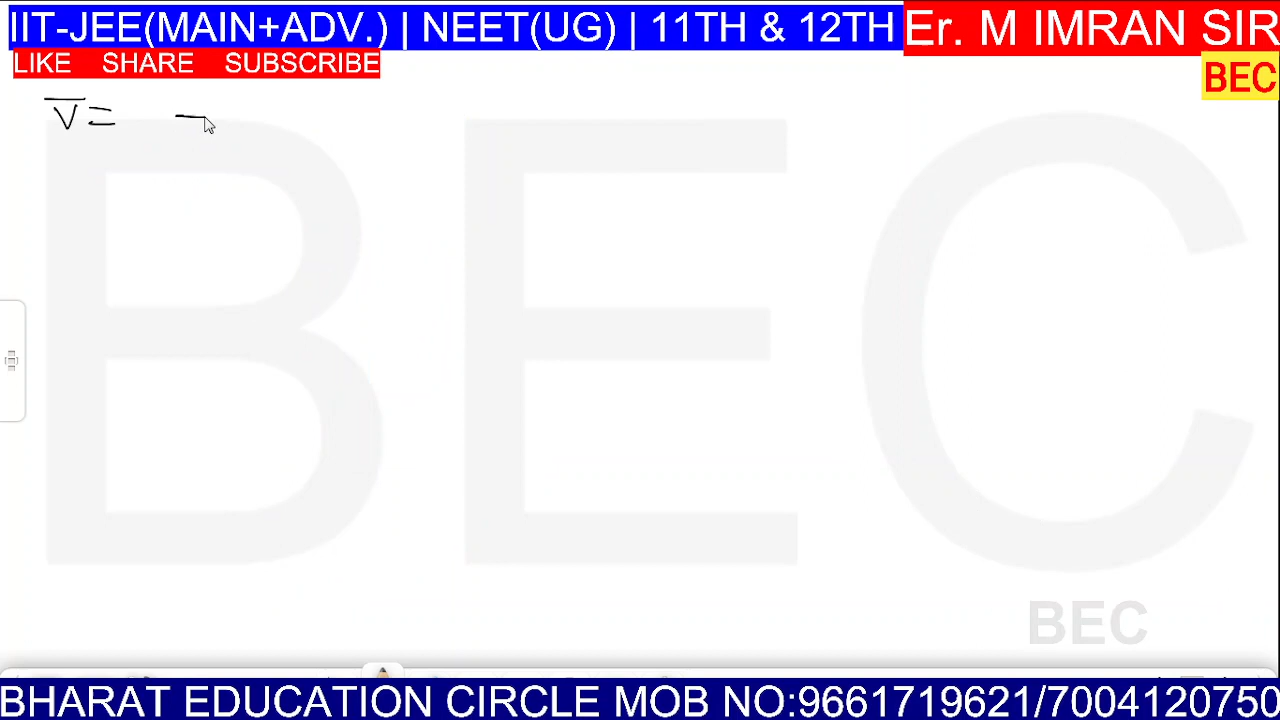 IIT-JEE(MAIN+ADV.) | NEET(UG) | 11TH & 12TH Er. M IMRAN SIR
LIKE SHARE SUBSCRIBE
BEC
V̅ = —
BEC
BEC
BHARAT EDUCATION CIRCLE MOB NO:9661719621/7004120750